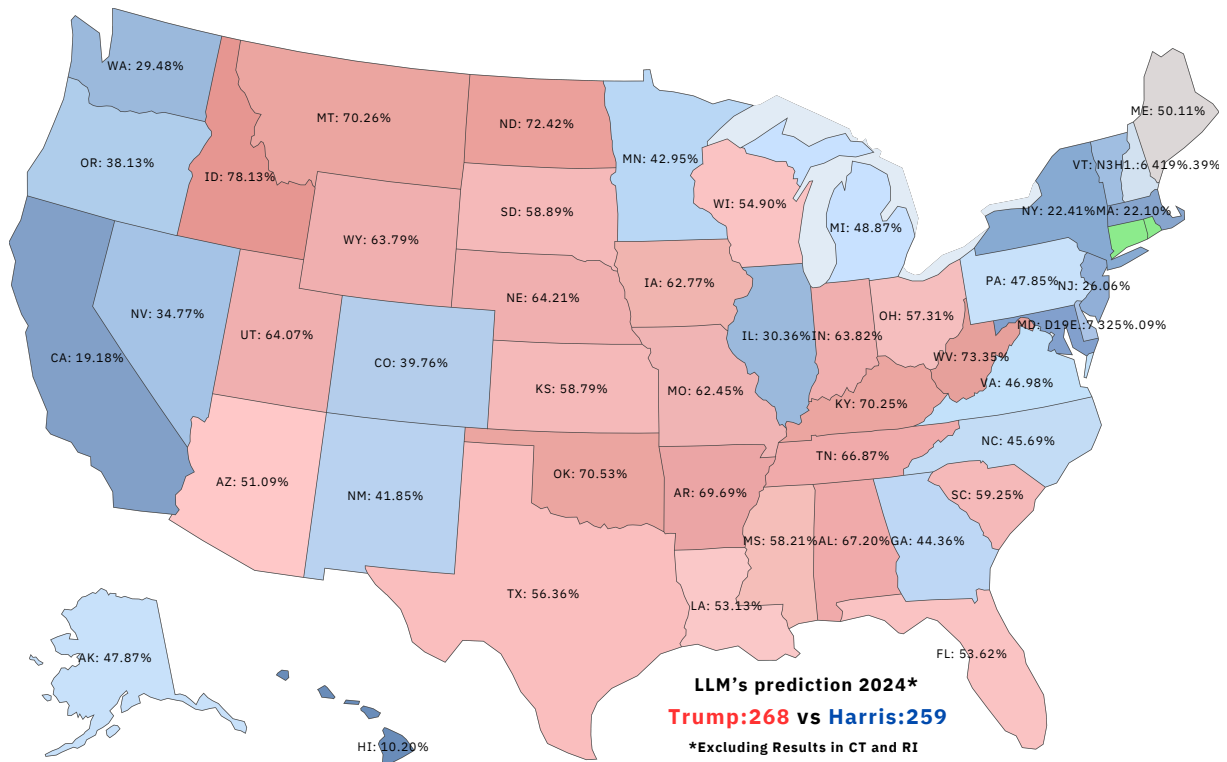 WA: 29.48%
ME: 50.11%
MT: 70.26%
ND: 72.42%
MN: 42.95%
OR: 38.13%
VT:
ID: 78.13%
WI: 54.90%
SD: 58.89%
NY: 22.41%
MA: 22.10%
MI: 48.87%
WY: 63.79%
IA: 62.77%
PA: 47.85%
NJ: 26.06%
NE: 64.21%
NV: 34.77%
OH: 57.31%
MD:
UT: 64.07%
IL: 30.36%
IN: 63.82%
CA: 19.18%
CO: 39.76%
WV: 73.35%
VA: 46.98%
KS: 58.79%
MO: 62.45%
KY: 70.25%
NC: 45.69%
TN: 66.87%
OK: 70.53%
AZ: 51.09%
NM: 41.85%
AR: 69.69%
SC: 59.25%
MS: 58.21%
AL: 67.20%
GA: 44.36%
TX: 56.36%
LA: 53.13%
FL: 53.62%
AK: 47.87%
HI: 10.20%
LLM's prediction 2024*
Trump:268 vs Harris:259
*Excluding Results in CT and RI